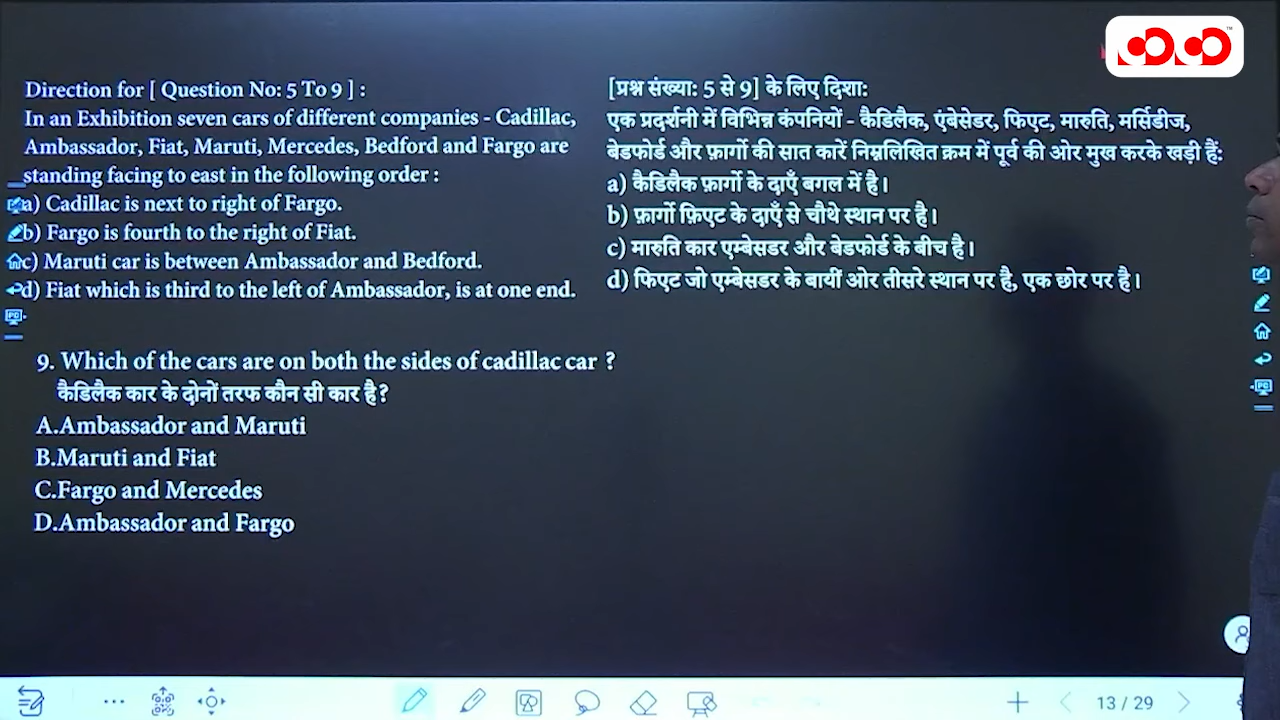 Direction for [ Question No: 5 To 9 ] :
In an Exhibition seven cars of different companies - Cadillac,
Ambassador, Fiat, Maruti, Mercedes, Bedford and Fargo are
standing facing to east in the following order :
a) Cadillac is next to right of Fargo.
b) Fargo is fourth to the right of Fiat.
c) Maruti car is between Ambassador and Bedford.
d) Fiat which is third to the left of Ambassador, is at one end.
[प्रश्न संख्या: 5 से 9] के लिए दिशा:
एक प्रदर्शनी में विभिन्न कंपनियों - कैडिलैक, एंबेसेडर, फिएट, मारुति, मर्सिडीज,
बेडफोर्ड और फ़ार्गो की सात कारें निम्नलिखित क्रम में पूर्व की ओर मुख करके खड़ी हैं:
a) कैडिलैक फ़ार्गो के दाएँ बगल में है।
b) फ़ार्गो फ़िएट के दाएँ से चौथे स्थान पर है।
c) मारुति कार एम्बेसडर और बेडफोर्ड के बीच है।
d) फिएट जो एम्बेसडर के बायीं ओर तीसरे स्थान पर है, एक छोर पर है।
9. Which of the cars are on both the sides of cadillac car ?
कैडिलैक कार के दोनों तरफ कौन सी कार है?
A.Ambassador and Maruti
B.Maruti and Fiat
C.Fargo and Mercedes
D.Ambassador and Fargo
13 / 29